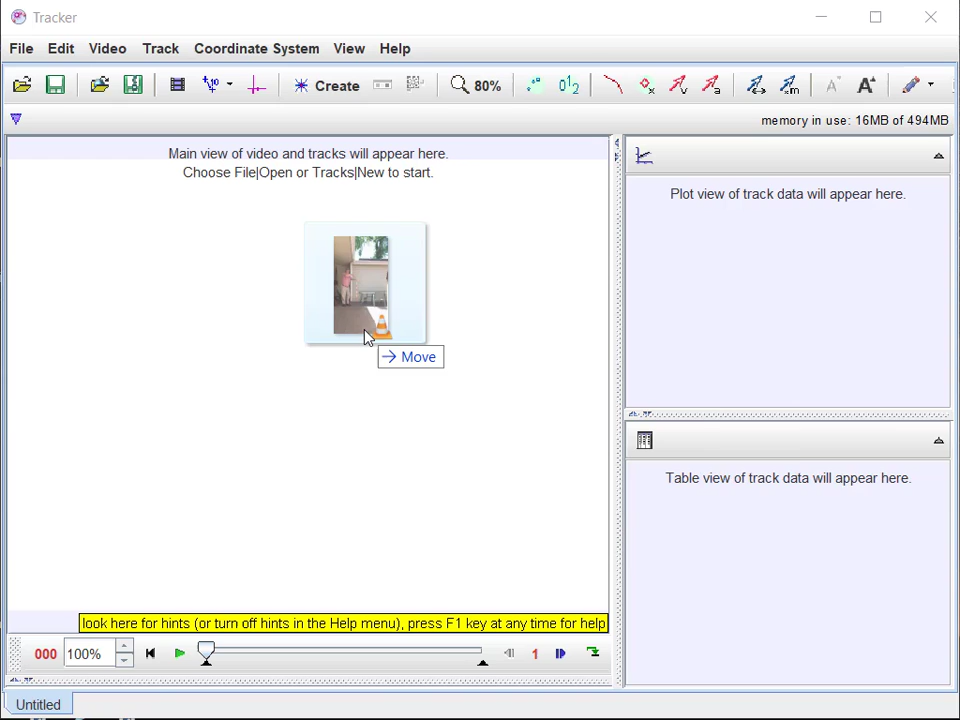 Tracker
File Edit Video Track Coordinate System View Help
Create 80%
memory in use: 16MB of 494MB
Main view of video and tracks will appear here.
Choose File|Open or Tracks|New to start.
Plot view of track data will appear here.
Move
Table view of track data will appear here.
look here for hints (or turn off hints in the Help menu), press F1 key at any time for help
000 100% 1
Untitled